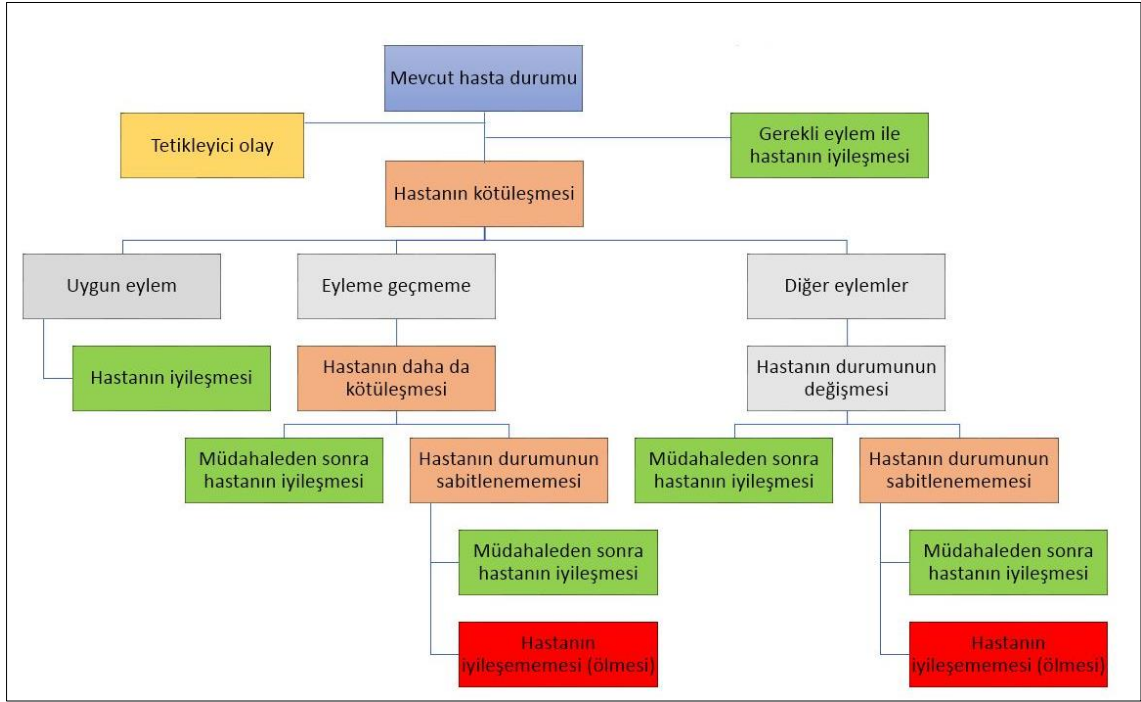 Mevcut hasta durumu
Tetikleyici olay
Gerekli eylem ile
hastanın iyileşmesi
Hastanın kötüleşmesi
Uygun eylem
Eyleme geçmeme
Diğer eylemler
Hastanın iyileşmesi
Hastanın daha da
kötüleşmesi
Hastanın durumunun
değişmesi
Müdahaleden sonra
hastanın iyileşmesi
Hastanın durumunun
sabitlenememesi
Müdahaleden sonra
hastanın iyileşmesi
Hastanın durumunun
sabitlenememesi
Müdahaleden sonra
hastanın iyileşmesi
Müdahaleden sonra
hastanın iyileşmesi
Hastanın
iyileşememesi (ölmesi)
Hastanın
iyileşememesi (ölmesi)